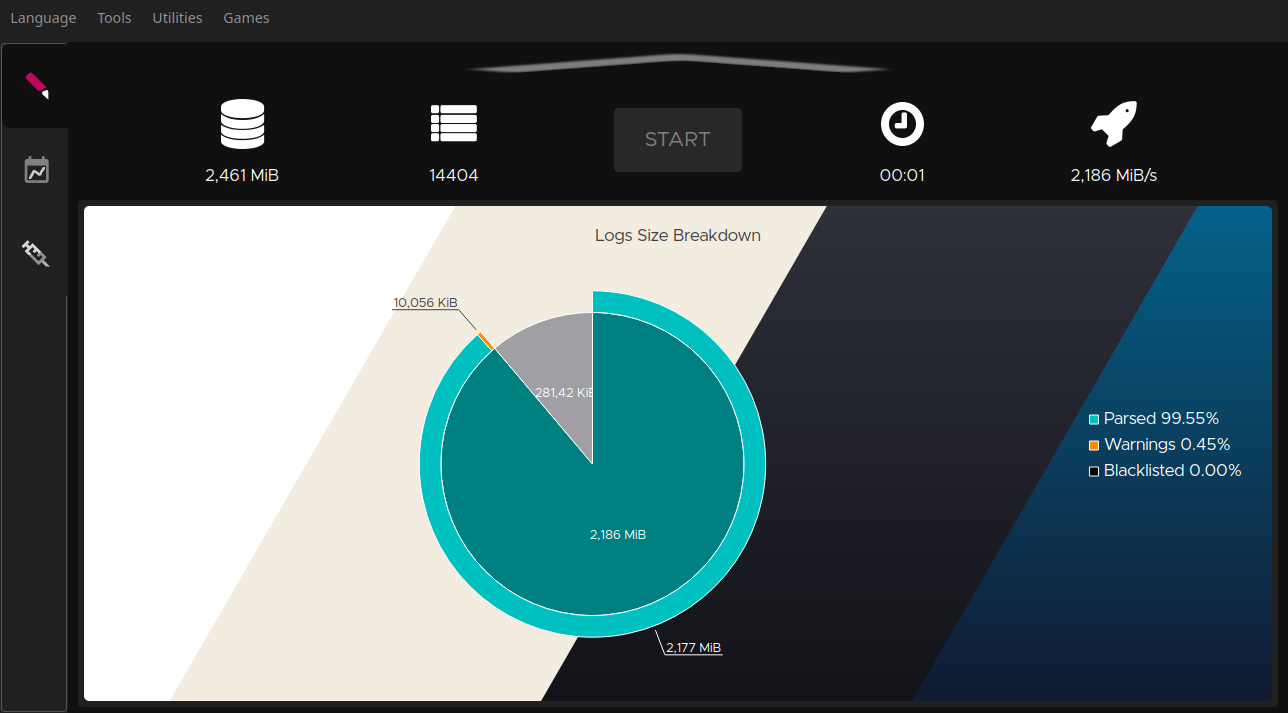 Language Tools Utilities Games
START
2,461 MiB
14404
00:01
2,186 MiB/s
Logs Size Breakdown
10,056 KiB
281,42 KiB
2,186 MiB
2,177 MiB
Parsed 99.55%
Warnings 0.45%
Blacklisted 0.00%